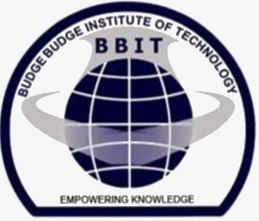 BUDGE BUDGE INSTITUTE OF TECHNOLOGY
BBIT
EMPOWERING KNOWLEDGE